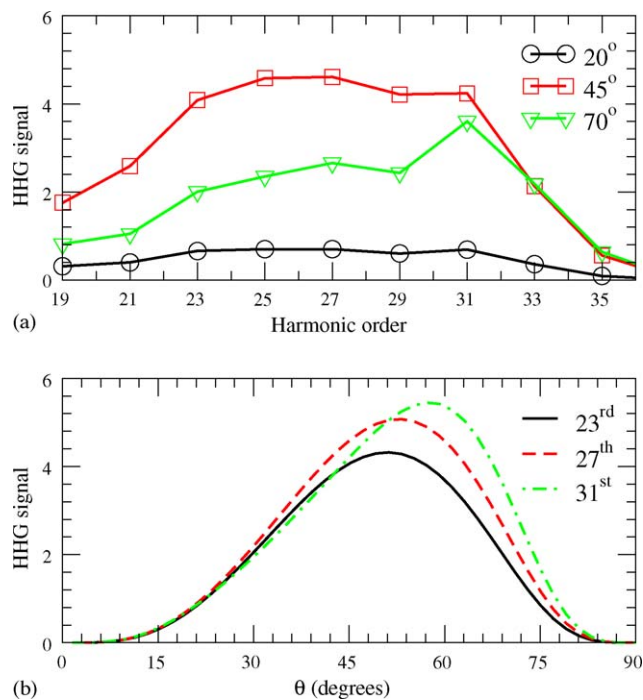 6
20°
45°
4
70°
HHG signal
2
0
19 21 23 25 27 29 31 33 35
(a) Harmonic order
6
23rd
27th
4
31st
HHG signal
2
0
0 15 30 45 60 75 90
(b) θ (degrees)